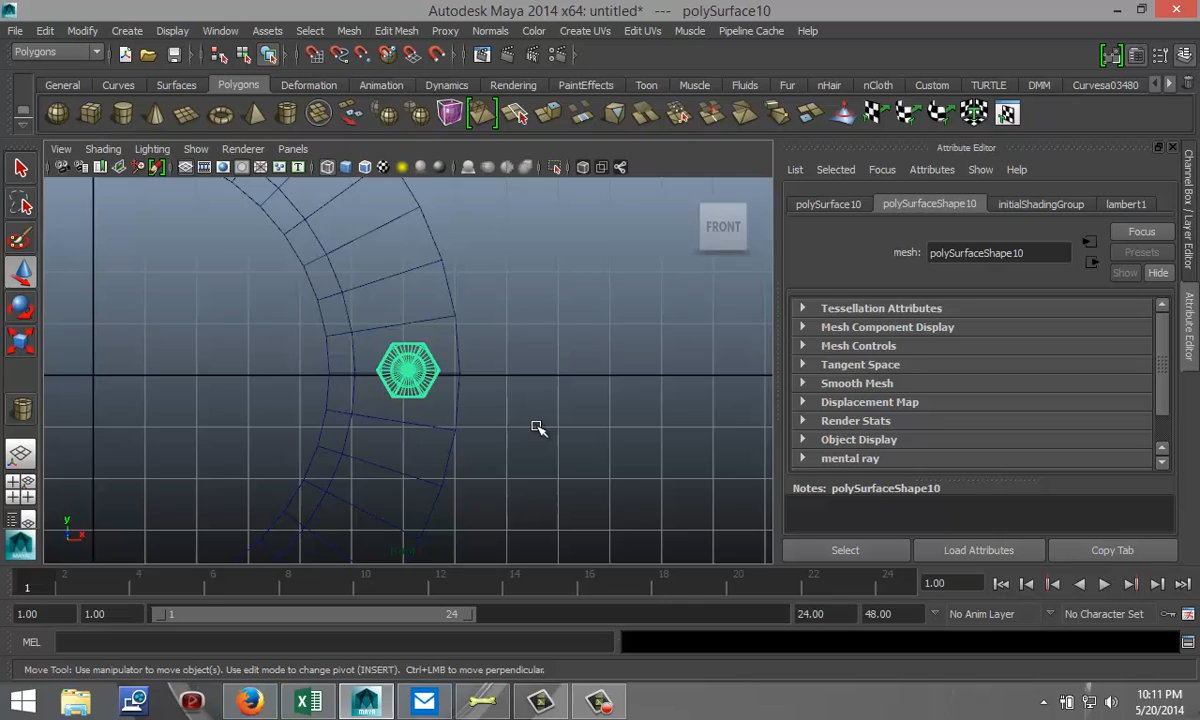 Autodesk Maya 2014 x64: untitled* --- polySurface10
File Edit Modify Create Display Window Assets Select Mesh Edit Mesh Proxy Normals Color Create UVs Edit UVs Muscle Pipeline Cache Help
Polygons
General Curves Surfaces Polygons Deformation Animation Dynamics Rendering PaintEffects Toon Muscle Fluids Fur nHair nCloth Custom TURTLE DMM Curvesa03480
View Shading Lighting Show Renderer Panels
Attribute Editor
List Selected Focus Attributes Show Help
polySurface10 polySurfaceShape10 initialShadingGroup lambert1
Focus
mesh: polySurfaceShape10 Presets
Show Hide
FRONT
Tessellation Attributes
Mesh Component Display
Mesh Controls
Tangent Space
Smooth Mesh
Displacement Map
Render Stats
Object Display
mental ray
Notes: polySurfaceShape10
Select Load Attributes Copy Tab
Channel Box / Layer Editor
Attribute Editor
y
x
front
MAYA
1 2 4 6 8 10 12 14 16 18 20 22 24 1.00
1.00 1.00 1 24 24.00 48.00 No Anim Layer No Character Set
MEL
Move Tool: Use manipulator to move object(s). Use edit mode to change pivot (INSERT). Ctrl+LMB to move perpendicular.
10:11 PM
5/20/2014